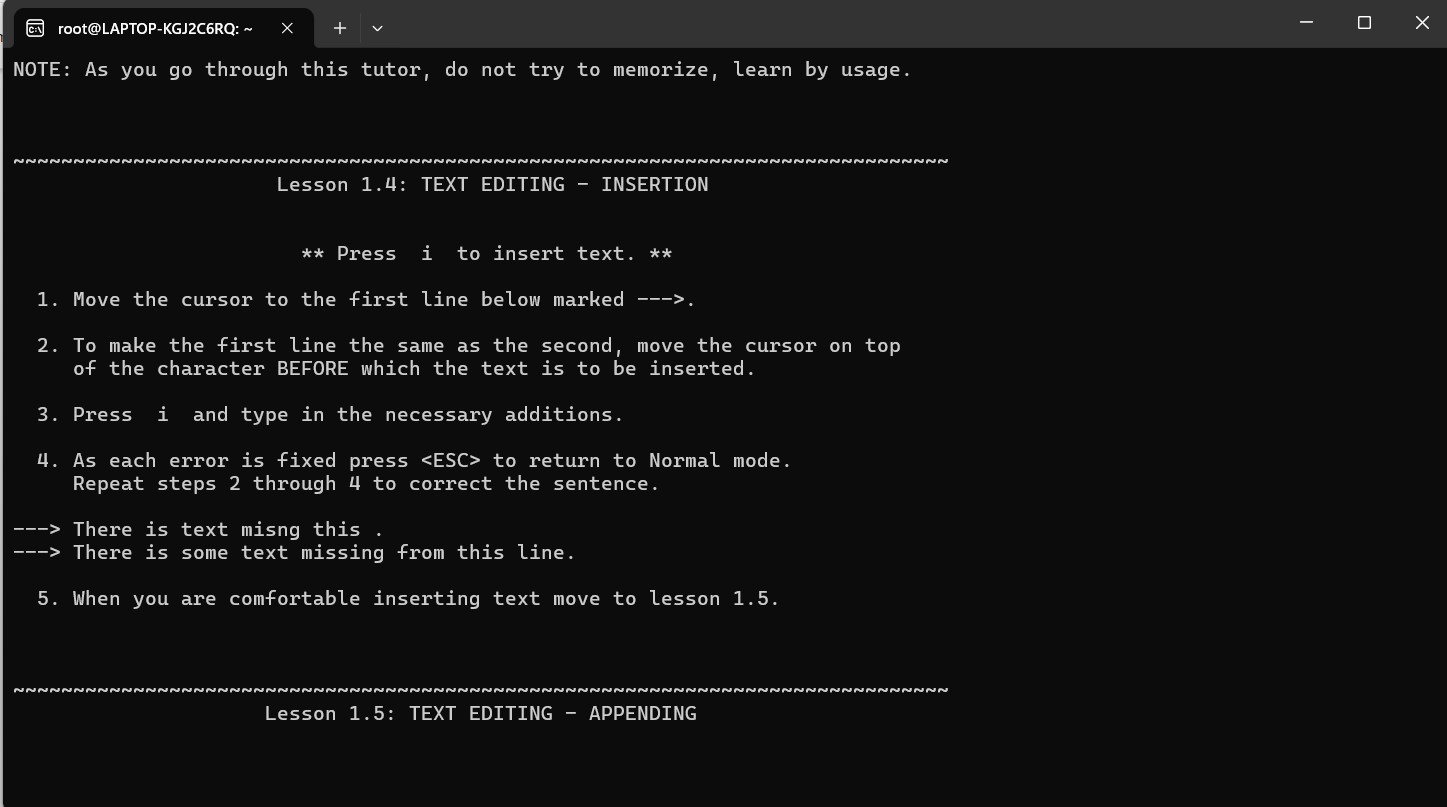 root@LAPTOP-KGJ2C6RQ: ~
NOTE: As you go through this tutor, do not try to memorize, learn by usage.
~~~~~~~~~~~~~~~~~~~~~~~~~~~~~~~~~~~~~~~~~~~~~~~~~~~~~~~~~~~~~~~~~~~~~~~~~~~~~~
Lesson 1.4: TEXT EDITING - INSERTION
** Press  i  to insert text. **
1. Move the cursor to the first line below marked --->.
2. To make the first line the same as the second, move the cursor on top
of the character BEFORE which the text is to be inserted.
3. Press  i  and type in the necessary additions.
4. As each error is fixed press <ESC> to return to Normal mode.
Repeat steps 2 through 4 to correct the sentence.
---> There is text misng this .
---> There is some text missing from this line.
5. When you are comfortable inserting text move to lesson 1.5.
~~~~~~~~~~~~~~~~~~~~~~~~~~~~~~~~~~~~~~~~~~~~~~~~~~~~~~~~~~~~~~~~~~~~~~~~~~~~~~
Lesson 1.5: TEXT EDITING - APPENDING